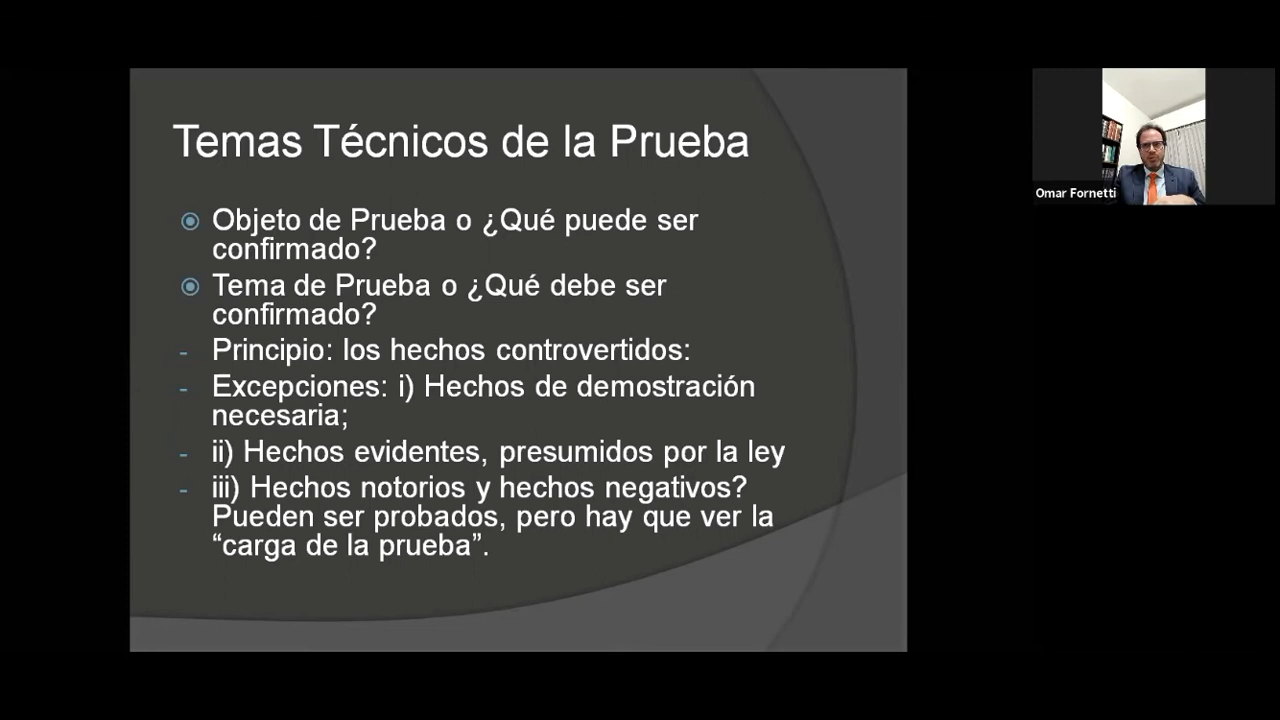 Temas Técnicos de la Prueba
Objeto de Prueba o ¿Qué puede ser
confirmado?
Tema de Prueba o ¿Qué debe ser
confirmado?
- Principio: los hechos controvertidos:
- Excepciones: i) Hechos de demostración
necesaria;
- ii) Hechos evidentes, presumidos por la ley
- iii) Hechos notorios y hechos negativos?
Pueden ser probados, pero hay que ver la
“carga de la prueba”.
Omar Fornetti